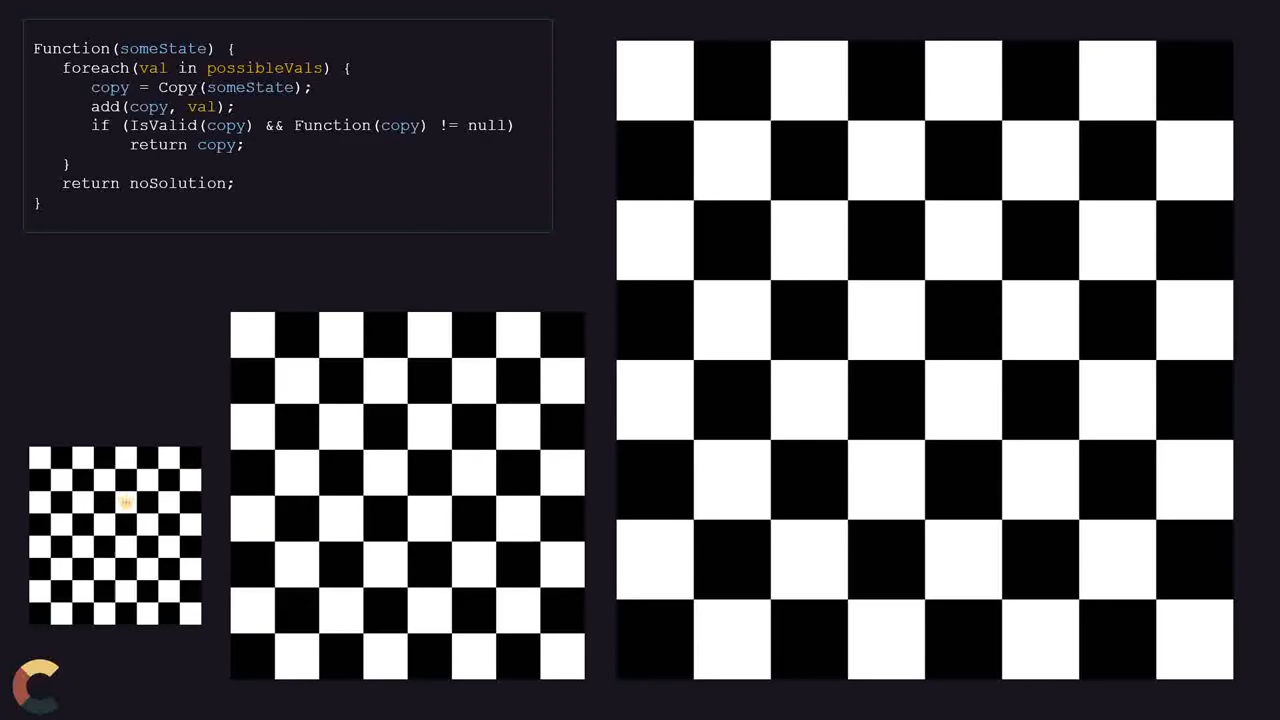 Function(someState) {
foreach(val in possibleVals) {
copy = Copy(someState);
add(copy, val);
if (IsValid(copy) && Function(copy) != null)
return copy;
}
return noSolution;
}